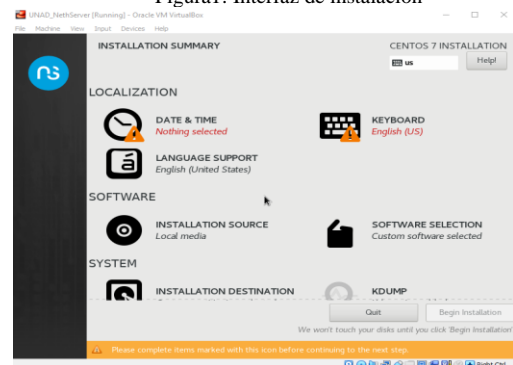 Figura1. Interfaz de instalación
UNAD_NethServer [Running] - Oracle VM VirtualBox
File Machine View Input Devices Help
INSTALLATION SUMMARY
CENTOS 7 INSTALLATION
us
Help!
ns
LOCALIZATION
DATE & TIME
Nothing selected
KEYBOARD
English (US)
LANGUAGE SUPPORT
English (United States)
SOFTWARE
INSTALLATION SOURCE
Local media
SOFTWARE SELECTION
Custom software selected
SYSTEM
INSTALLATION DESTINATION
KDUMP
Quit
Begin Installation
We won't touch your disks until you click 'Begin Installation'
Please complete items marked with this icon before continuing to the next step.
Right Ctrl